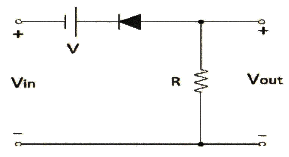 + +
V
Vin R Vout
− −